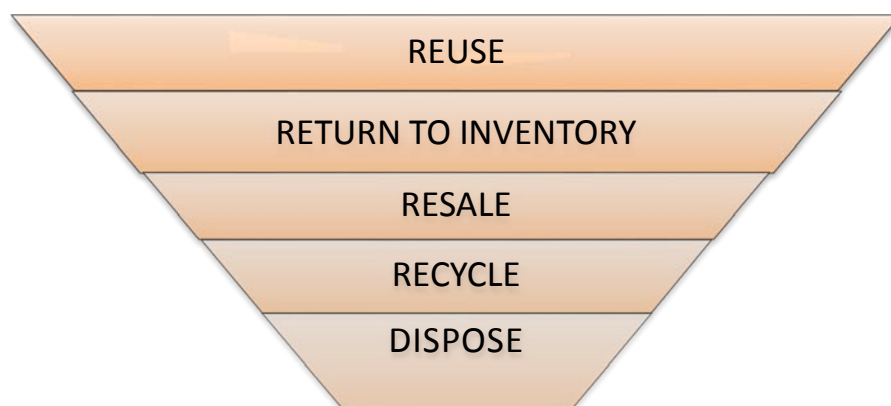 REUSE
RETURN TO INVENTORY
RESALE
RECYCLE
DISPOSE